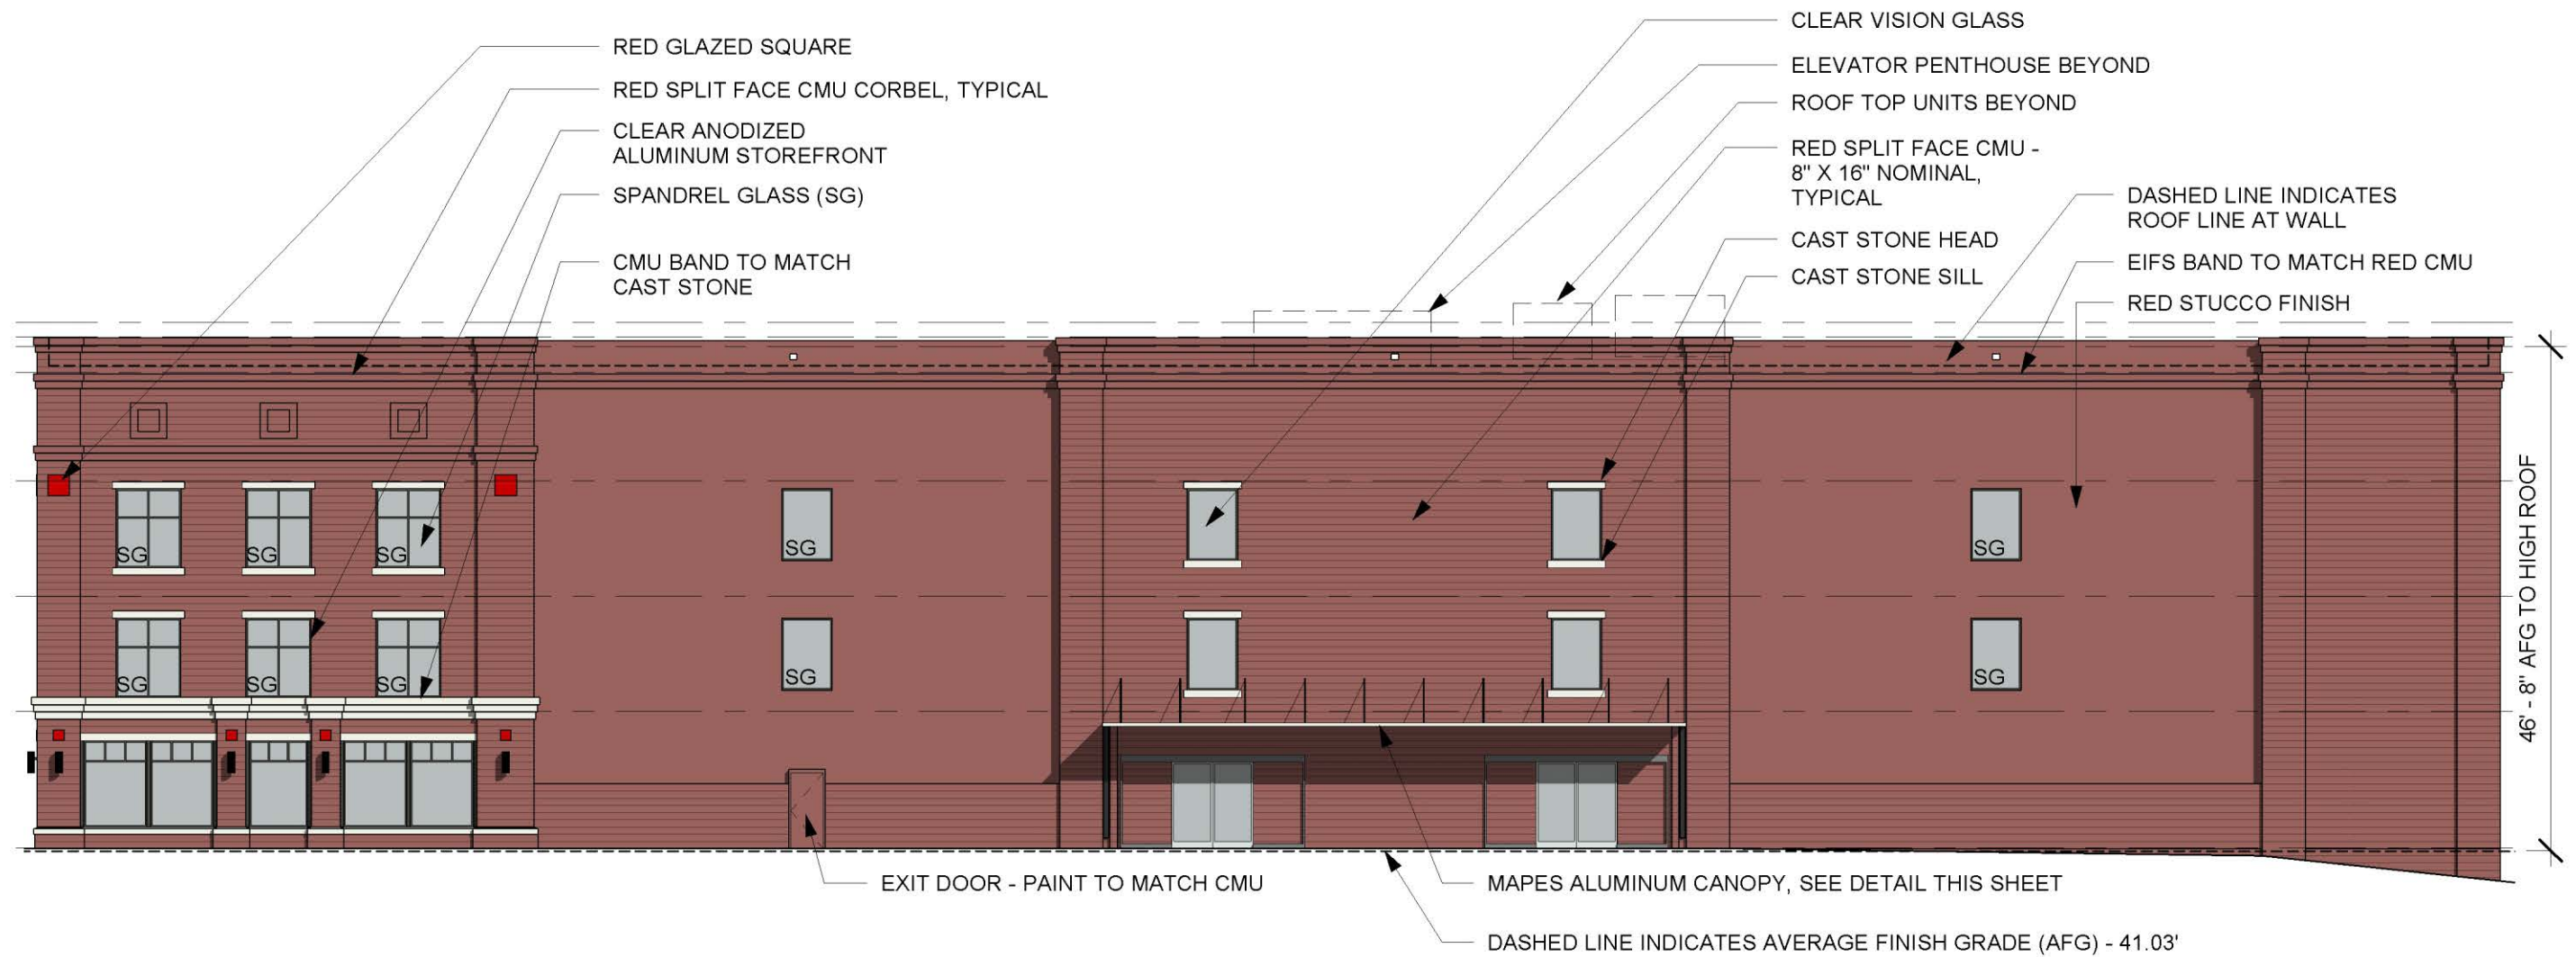 RED GLAZED SQUARE
RED SPLIT FACE CMU CORBEL, TYPICAL
CLEAR ANODIZED
ALUMINUM STOREFRONT
SPANDREL GLASS (SG)
CMU BAND TO MATCH
CAST STONE
CLEAR VISION GLASS
ELEVATOR PENTHOUSE BEYOND
ROOF TOP UNITS BEYOND
RED SPLIT FACE CMU -
8" X 16" NOMINAL,
TYPICAL
CAST STONE HEAD
CAST STONE SILL
DASHED LINE INDICATES
ROOF LINE AT WALL
EIFS BAND TO MATCH RED CMU
RED STUCCO FINISH
SG
SG
SG
SG
SG
SG
SG
SG
SG
SG
46' - 8" AFG TO HIGH ROOF
EXIT DOOR - PAINT TO MATCH CMU
MAPES ALUMINUM CANOPY, SEE DETAIL THIS SHEET
DASHED LINE INDICATES AVERAGE FINISH GRADE (AFG) - 41.03'